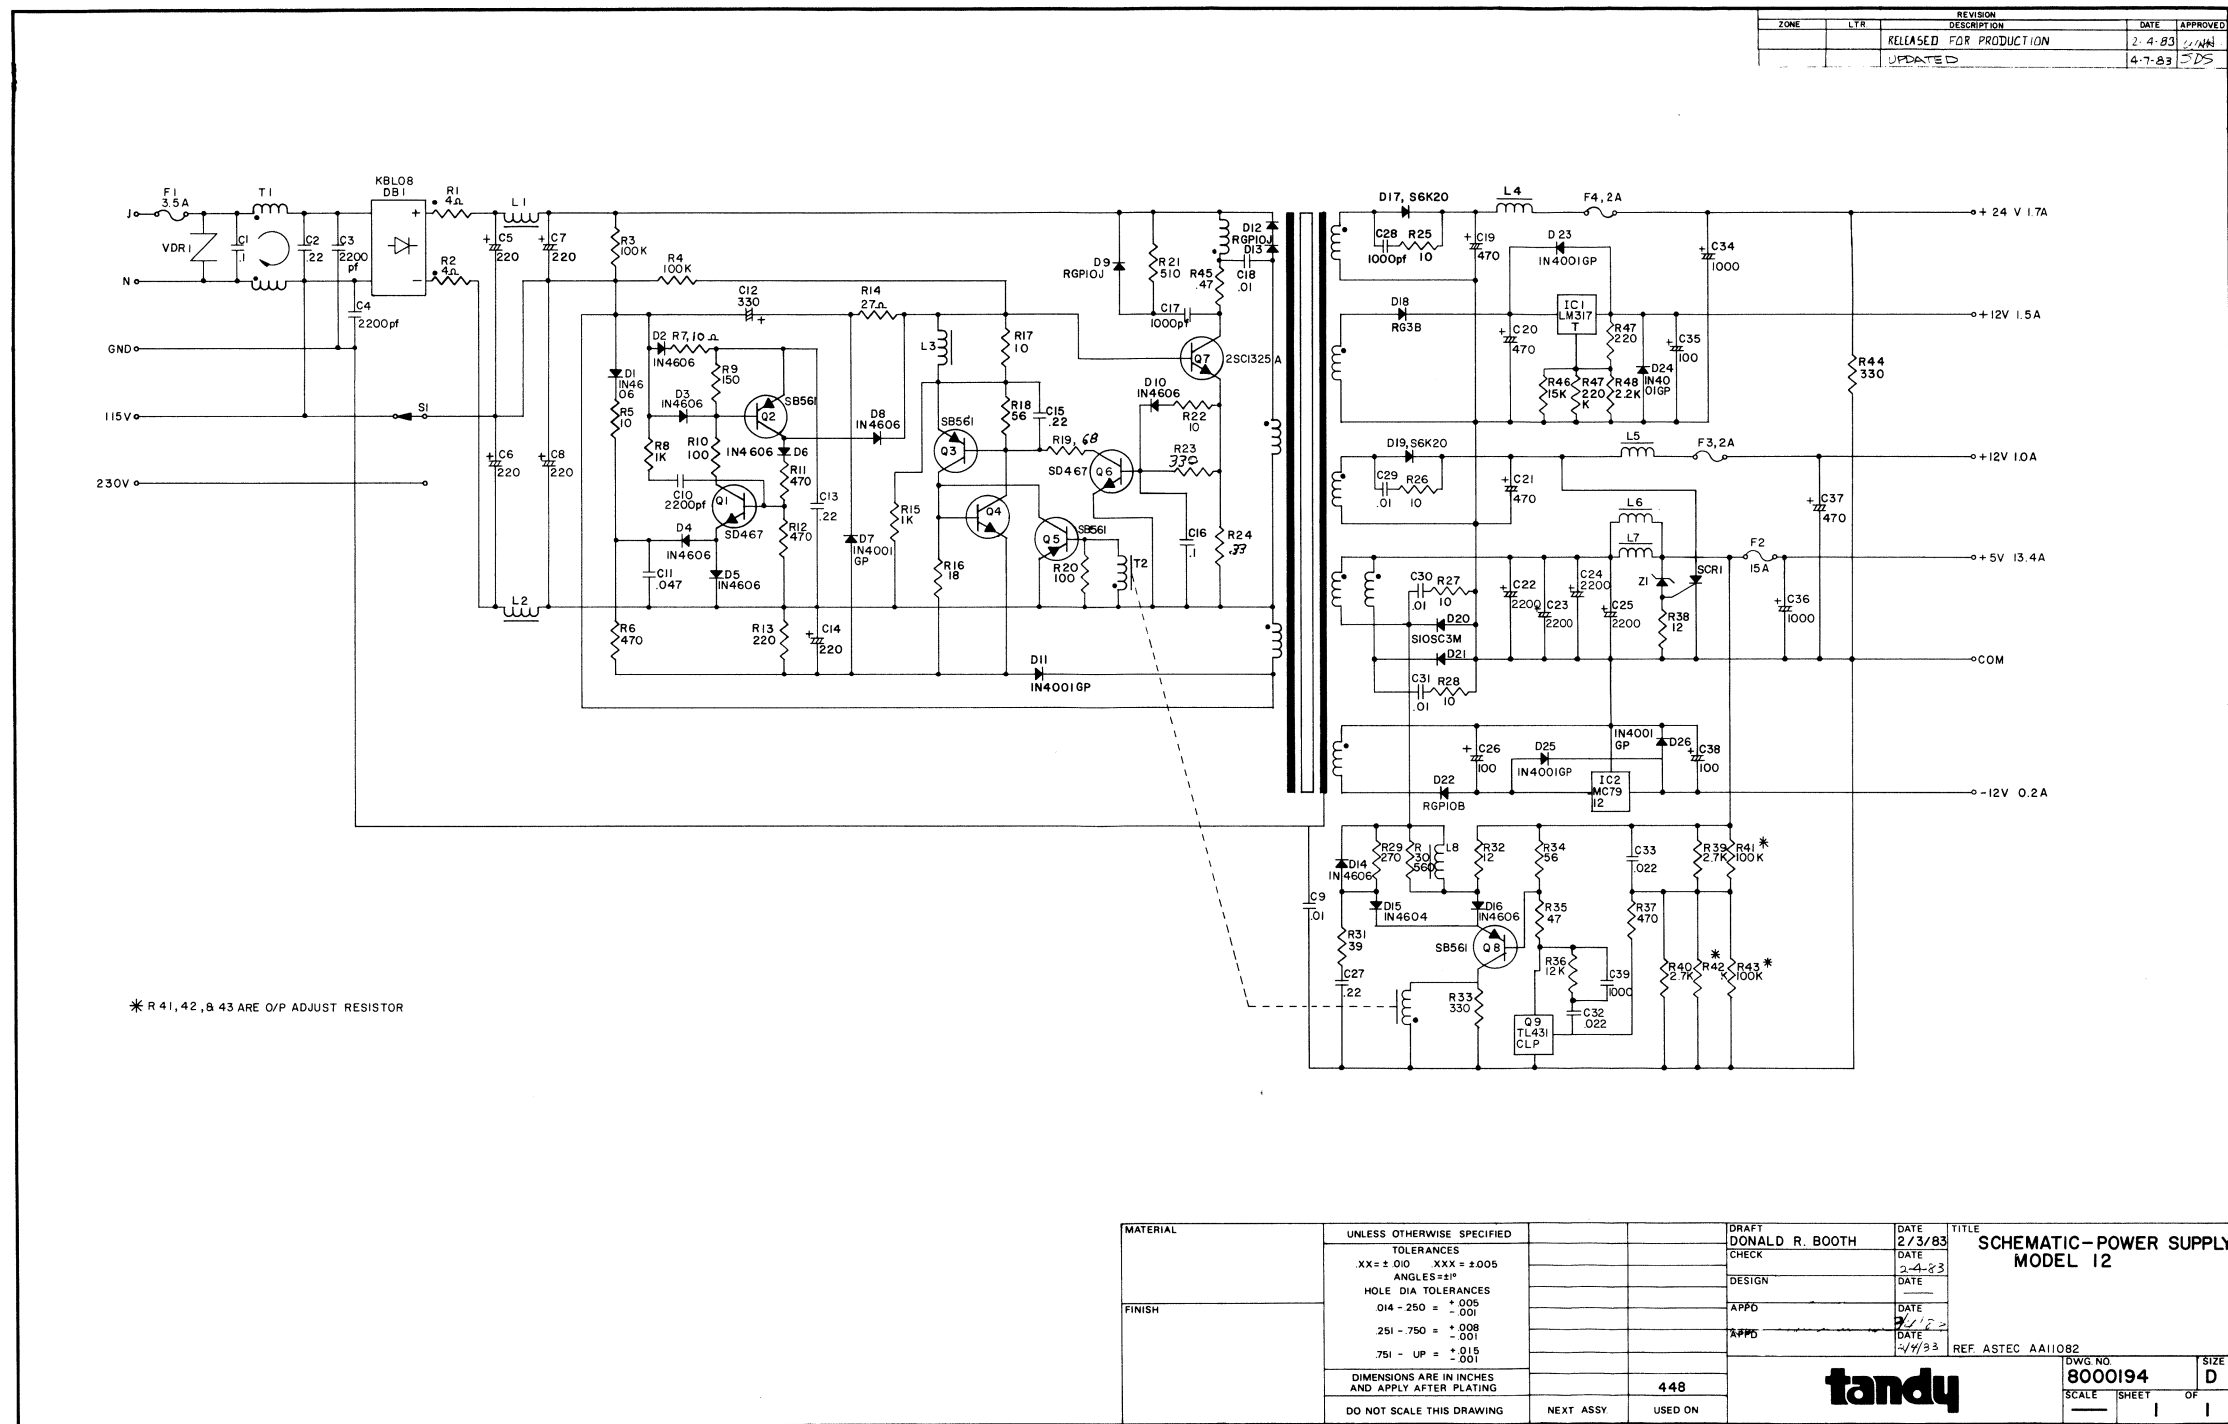 REVISION
ZONE LTR DESCRIPTION DATE APPROVED
RELEASED FOR PRODUCTION 2-4-83
UPDATED 4-7-83 JDS
F1
3.5A
T1
KBL08
DB1
R1
4Ω
L1
J
VDR1
C1
.1
C2
.22
C3
2200
pf
R2
4Ω
C5
220
C7
220
N
C4
2200pf
GND
115V
S1
230V
C6
220
C8
220
L2
R3
100K
R4
100K
C12
330
R14
27Ω
D2 R7,10Ω
IN4606
D1
IN46
06
R5
10
R9
150
D3
IN4606
Q2
SB561
D8
IN4606
R8
1K
R10
100
IN4606 D6
R11
470
C10
2200pf
Q1
SD467
R12
470
C13
.22
D4
IN4606
C11
.047
D5
IN4606
R6
470
R13
220
C14
220
D7
IN4001
GP
R15
1K
L3
R17
10
R18
56
C15
.22
SB561
Q3
R19, 68
SD467
Q6
Q4
Q5
SB561
R16
18
R20
100
T2
D11
IN4001GP
D9
RGP10J
R21
510
C17
1000pf
R45
.47
D12
RGP10J
D13
C18
.01
Q7
2SC1325A
D10
IN4606
R22
10
R23
330
C16
.1
R24
.33
D17, S6K20
C28 R25
1000pf 10
C19
470
L4
F4, 2A
D23
IN4001GP
C34
1000
+ 24 V 1.7A
D18
RG3B
C20
470
IC1
LM317
T
R47
220
C35
100
+12V 1.5A
R46
15K
R47
220
K
R48
2.2K
D24
IN40
01GP
R44
330
D19, S6K20
C29
.01
R26
10
C21
470
L5
F3, 2A
C37
470
+12V 1.0A
L6
L7
F2
15A
+ 5V 13.4A
C30 R27
.01 10
D20
S10SC3M
D21
C31 R28
.01 10
C22
2200
C23
2200
C24
2200
C25
2200
Z1
SCR1
R38
12
C36
1000
COM
C26
100
D25
IN4001GP
IN4001
GP
D26
C38
100
D22
RGP10B
IC2
MC79
12
-12V 0.2A
D14
IN4606
R29
270
R
30
560
L8
R32
12
R34
56
C33
.022
R39
2.7K
R41 *
100K
C9
.01
D15
IN4604
D16
IN4606
R35
47
R37
470
R31
39
SB561
Q8
C27
.22
R36
12K
C39
1000
R40
2.7K
*
R42
K
R43 *
100K
R33
330
Q9
TL431
CLP
C32
.022
* R 41, 42, & 43 ARE O/P ADJUST RESISTOR
MATERIAL
FINISH
UNLESS OTHERWISE SPECIFIED
TOLERANCES
.XX = ± .010 .XXX = ±.005
ANGLES = ±1°
HOLE DIA TOLERANCES
.014 - 250 = +.005 -.001
.251 - .750 = +.008 -.001
.751 - UP = +.015 -.001
DIMENSIONS ARE IN INCHES
AND APPLY AFTER PLATING
DO NOT SCALE THIS DRAWING
448
NEXT ASSY. USED ON
DRAFT
DONALD R. BOOTH
DATE
2/3/83
CHECK
DATE
2-4-83
DESIGN
DATE
APPD
DATE
APPD
DATE
TITLE
SCHEMATIC-POWER SUPPLY
MODEL 12
REF. ASTEC AA11082
tandy
DWG. NO.
8000194
SIZE
D
SCALE
SHEET 1 OF 1